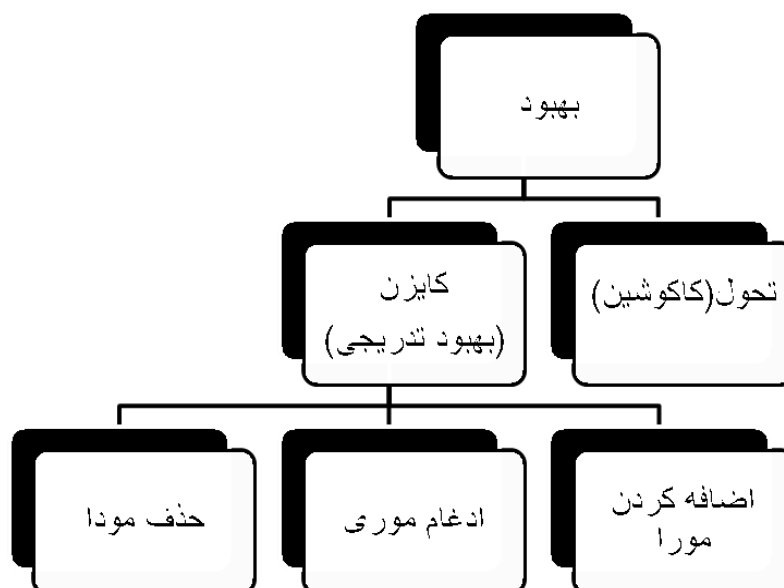 بهبود
تحول(کاکوشین)
کایزن
(بهبود تدریجی)
اضافه کردن
مورا
ادغام موری
حذف مودا